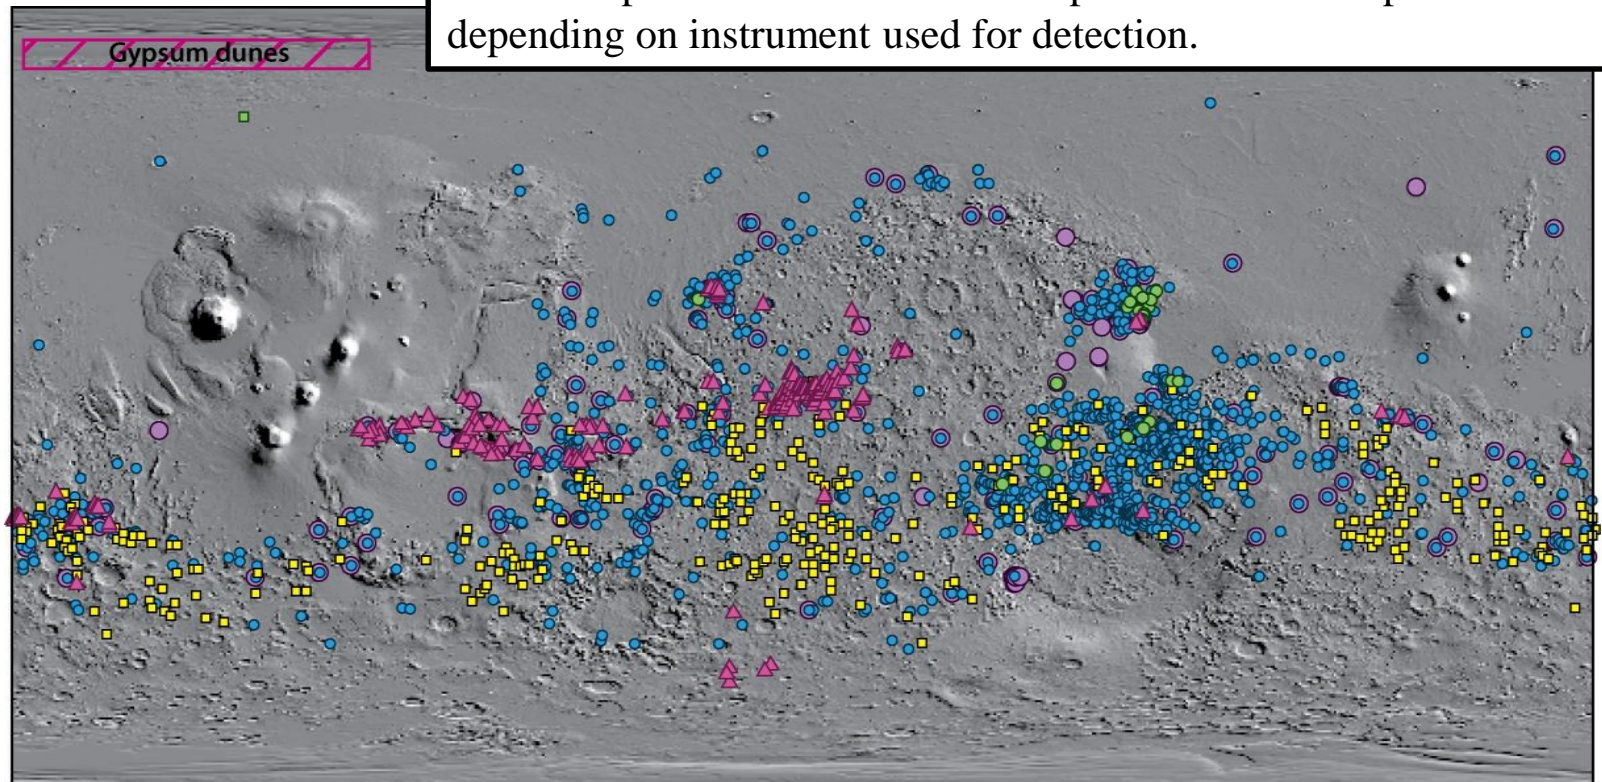 depending on instrument used for detection.
Gypsum dunes